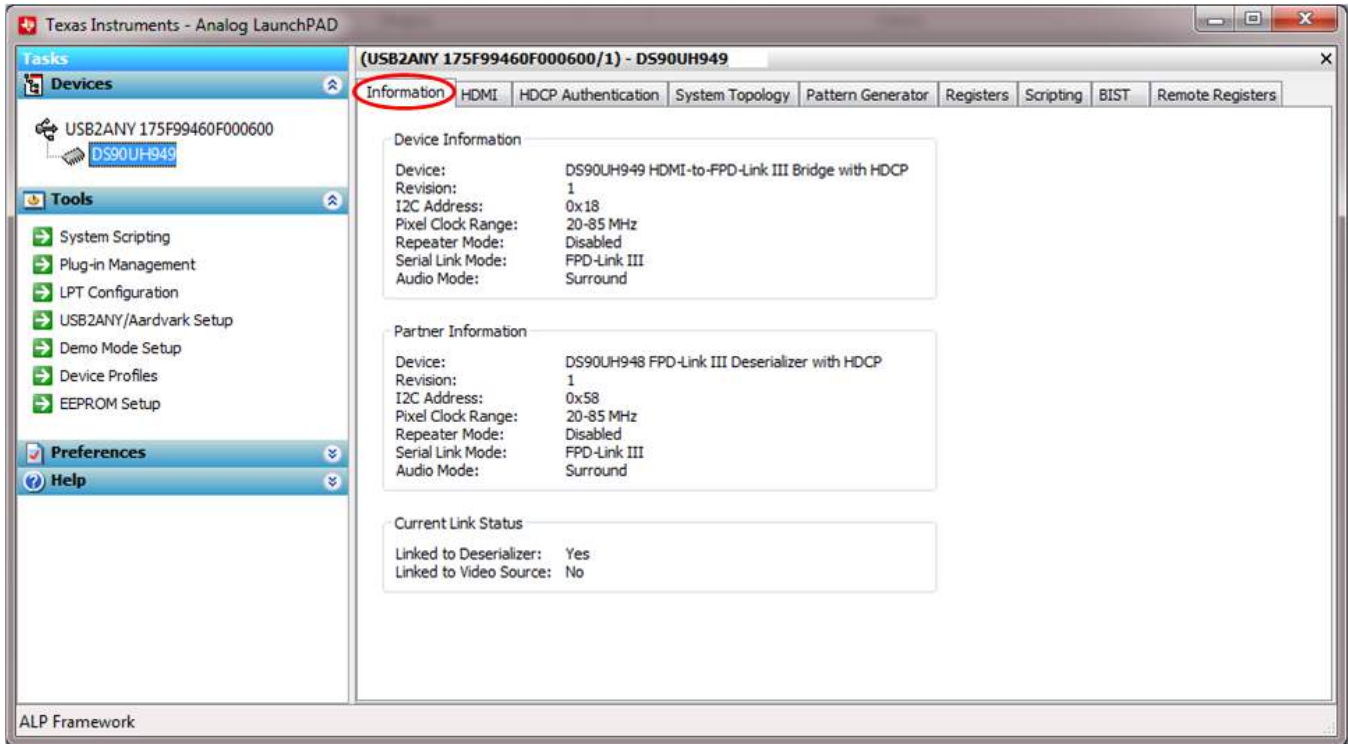 Texas Instruments - Analog LaunchPAD
Tasks
Devices
USB2ANY 175F99460F000600
DS90UH949
Tools
System Scripting
Plug-in Management
LPT Configuration
USB2ANY/Aardvark Setup
Demo Mode Setup
Device Profiles
EEPROM Setup
Preferences
Help
(USB2ANY 175F99460F000600/1) - DS90UH949
Information HDMI HDCP Authentication System Topology Pattern Generator Registers Scripting BIST Remote Registers
Device Information
Device: DS90UH949 HDMI-to-FPD-Link III Bridge with HDCP
Revision: 1
I2C Address: 0x18
Pixel Clock Range: 20-85 MHz
Repeater Mode: Disabled
Serial Link Mode: FPD-Link III
Audio Mode: Surround
Partner Information
Device: DS90UH948 FPD-Link III Deserializer with HDCP
Revision: 1
I2C Address: 0x58
Pixel Clock Range: 20-85 MHz
Repeater Mode: Disabled
Serial Link Mode: FPD-Link III
Audio Mode: Surround
Current Link Status
Linked to Deserializer: Yes
Linked to Video Source: No
ALP Framework